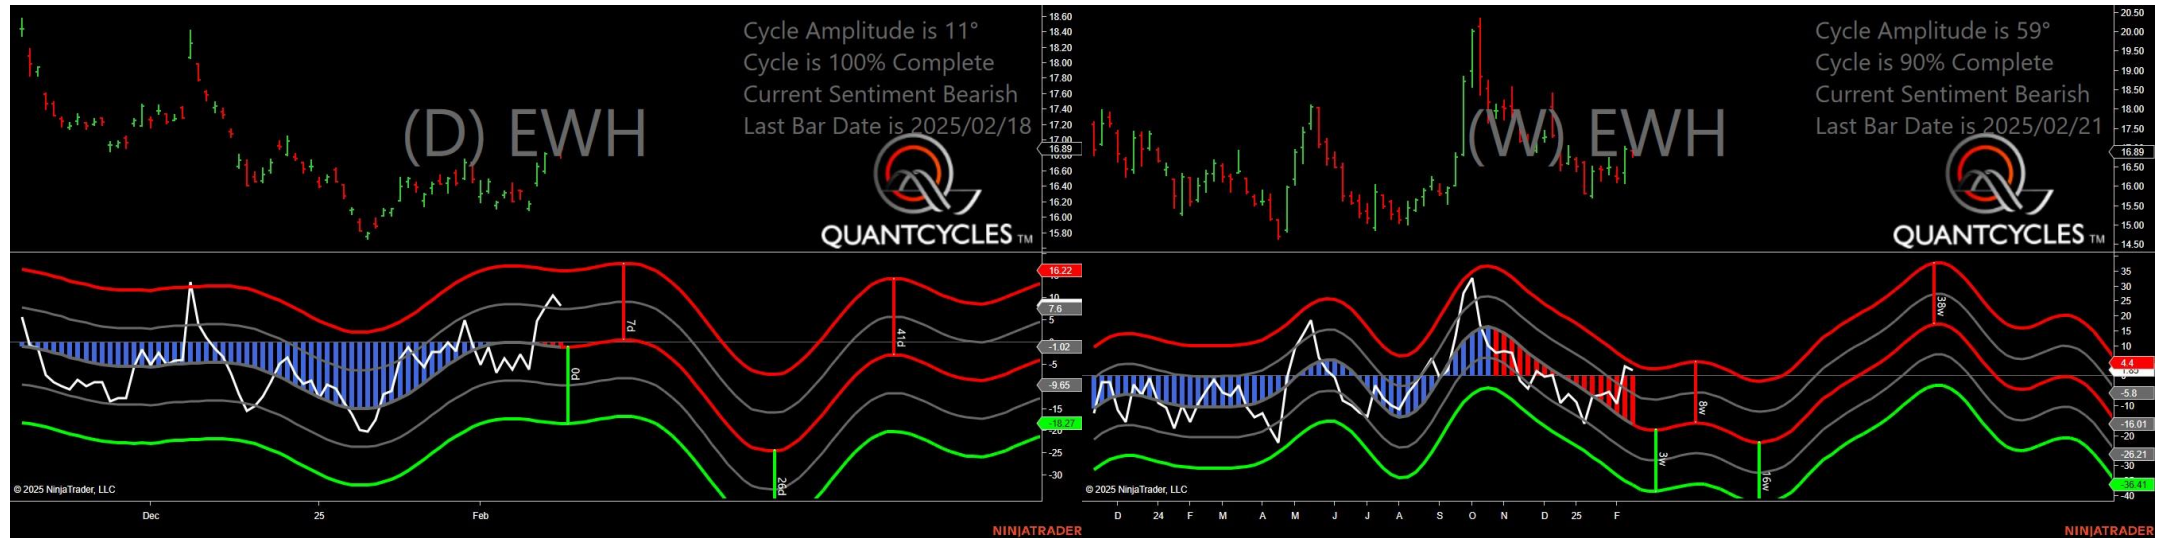 Cycle Amplitude is 11°
Cycle is 100% Complete
Current Sentiment Bearish
Last Bar Date is 2025/02/18
(D) EWH
QUANTCYCLES TM
18.60
18.40
18.20
18.00
17.80
17.60
17.40
17.20
17.00
16.89
16.60
16.40
16.20
16.00
15.80
16.22
10
7.6
5
-1.02
-5
-9.65
-15
-18.27
-20
-25
-30
7d
41d
0d
26d
© 2025 NinjaTrader, LLC
Dec
25
Feb
NINJATRADER
Cycle Amplitude is 59°
Cycle is 90% Complete
Current Sentiment Bearish
Last Bar Date is 2025/02/21
(W) EWH
QUANTCYCLES TM
20.50
20.00
19.50
19.00
18.50
18.00
17.50
16.89
16.50
16.00
15.50
15.00
14.50
35
30
25
20
15
10
4.4
-5.8
-10
-16.01
-20
-26.21
-30
-36.41
-40
38w
8w
3w
16w
© 2025 NinjaTrader, LLC
D 24 F M A M J J A S O N D 25 F
NINJATRADER